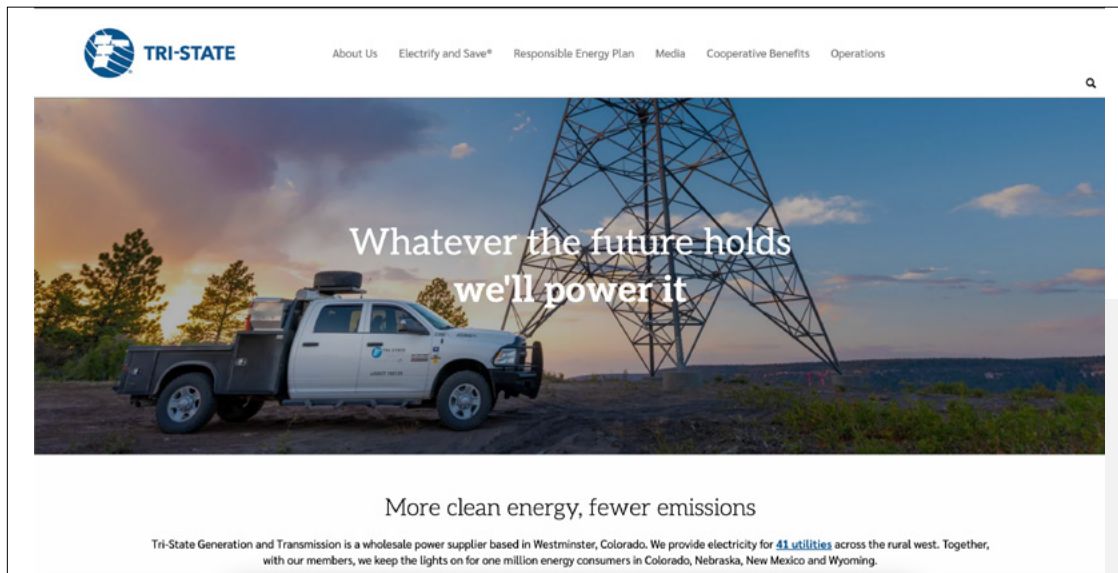 TRI-STATE
About Us Electrify and Save® Responsible Energy Plan Media Cooperative Benefits Operations
Whatever the future holds
we'll power it
TRI-STATE
More clean energy, fewer emissions
Tri-State Generation and Transmission is a wholesale power supplier based in Westminster, Colorado. We provide electricity for 41 utilities across the rural west. Together,
with our members, we keep the lights on for one million energy consumers in Colorado, Nebraska, New Mexico and Wyoming.